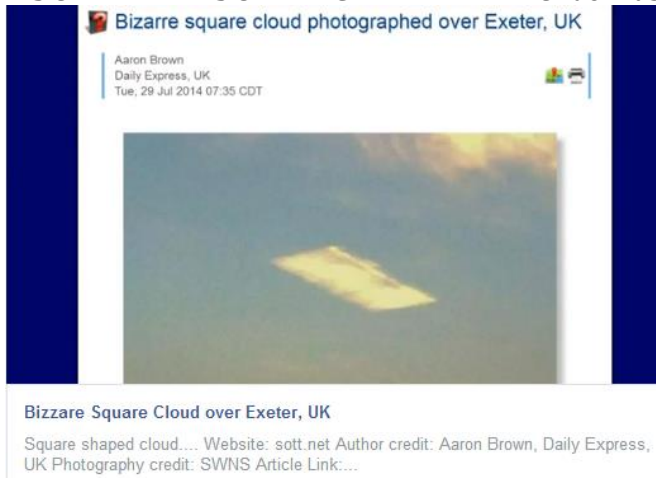 Bizarre square cloud photographed over Exeter, UK
Aaron Brown
Daily Express, UK
Tue, 29 Jul 2014 07:35 CDT
Bizzare Square Cloud over Exeter, UK
Square shaped cloud.... Website: sott.net Author credit: Aaron Brown, Daily Express,
UK Photography credit: SWNS Article Link:...